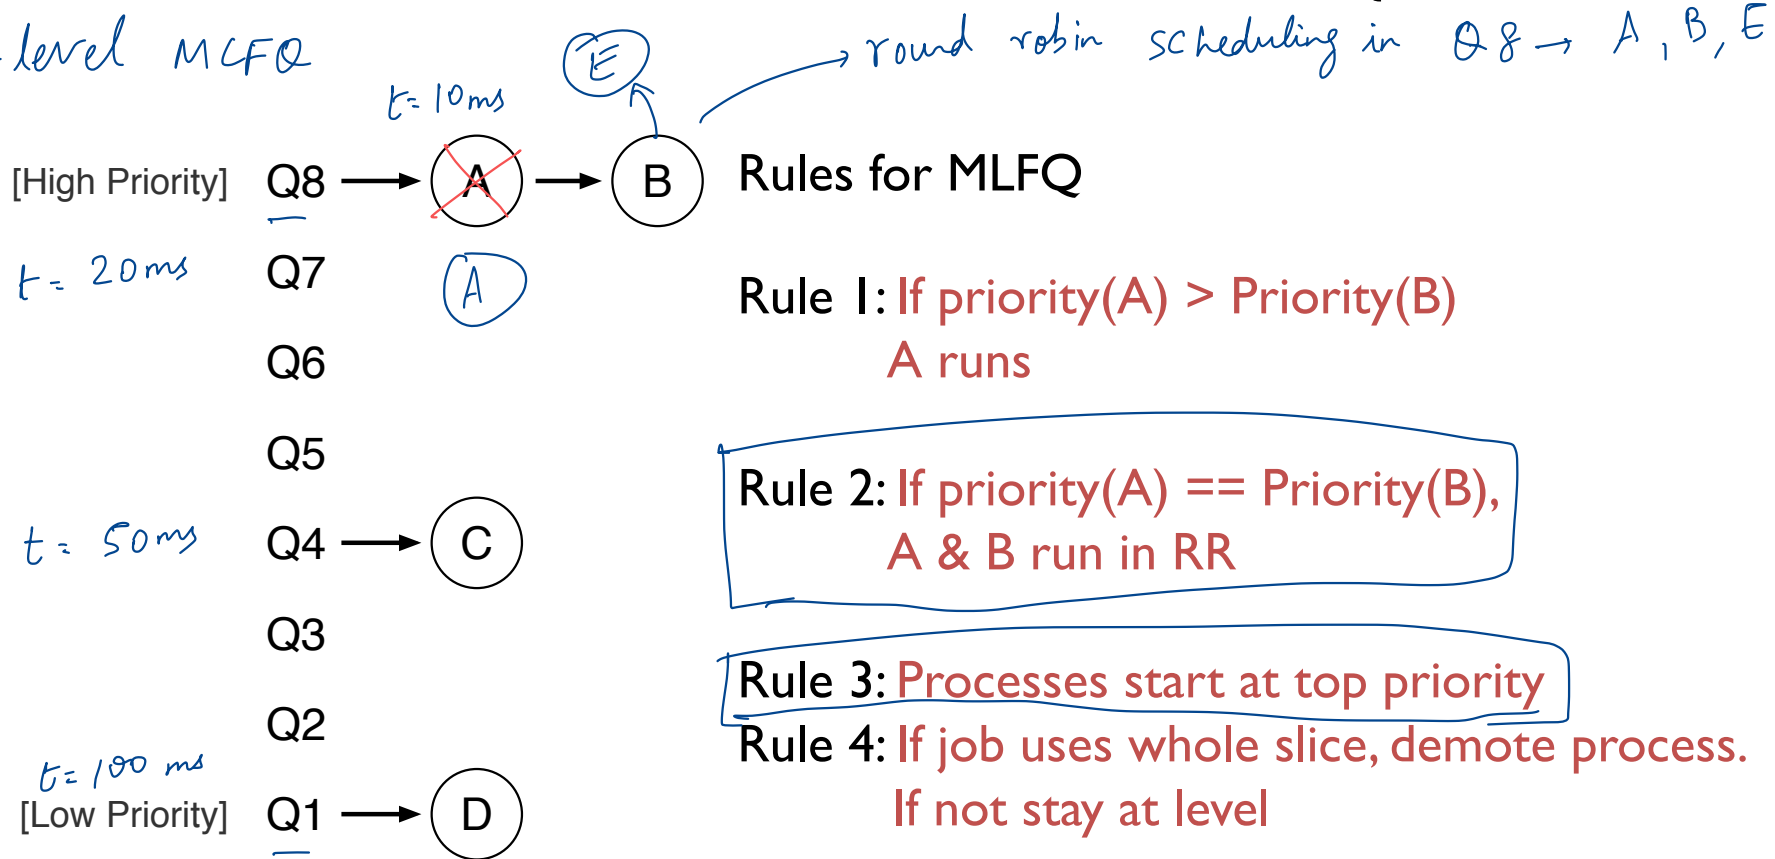 level MLFQ
round robin scheduling in Q8 → A, B, E
E
t= 10ms
[High Priority] Q8 → A → B
Rules for MLFQ
t= 20ms Q7 A
Rule 1: If priority(A) > Priority(B)
A runs
Q6
Q5
Rule 2: If priority(A) == Priority(B),
A & B run in RR
t= 50ms Q4 → C
Q3
Rule 3: Processes start at top priority
Q2
Rule 4: If job uses whole slice, demote process.
If not stay at level
t=100 ms
[Low Priority] Q1 → D